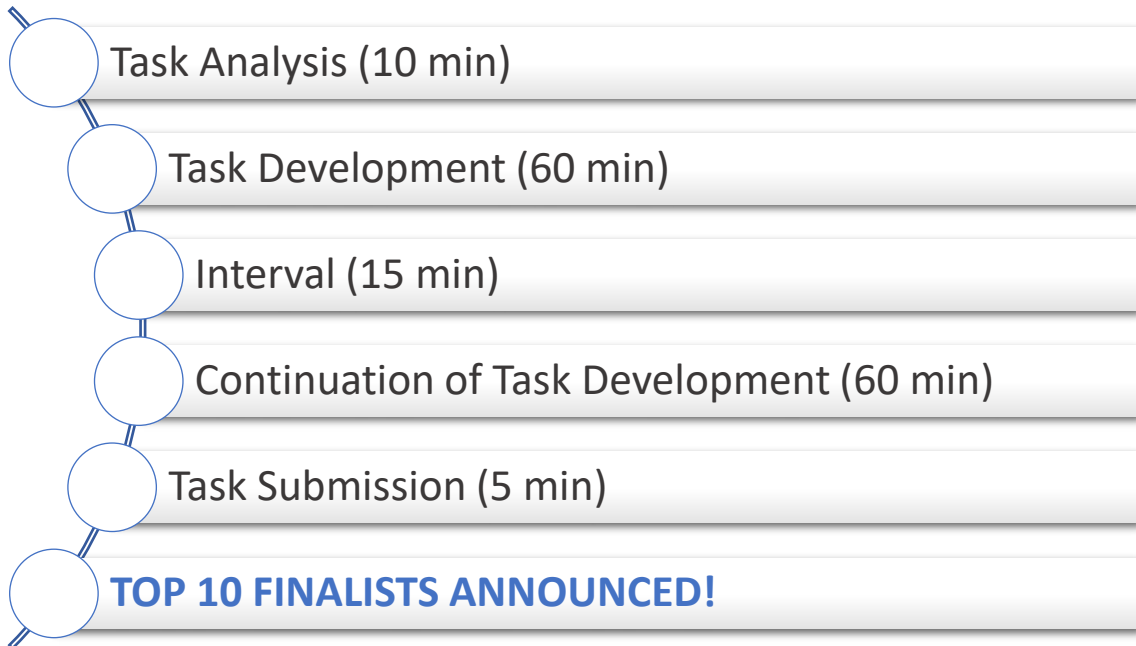 Task Analysis (10 min)
Task Development (60 min)
Interval (15 min)
Continuation of Task Development (60 min)
Task Submission (5 min)
TOP 10 FINALISTS ANNOUNCED!